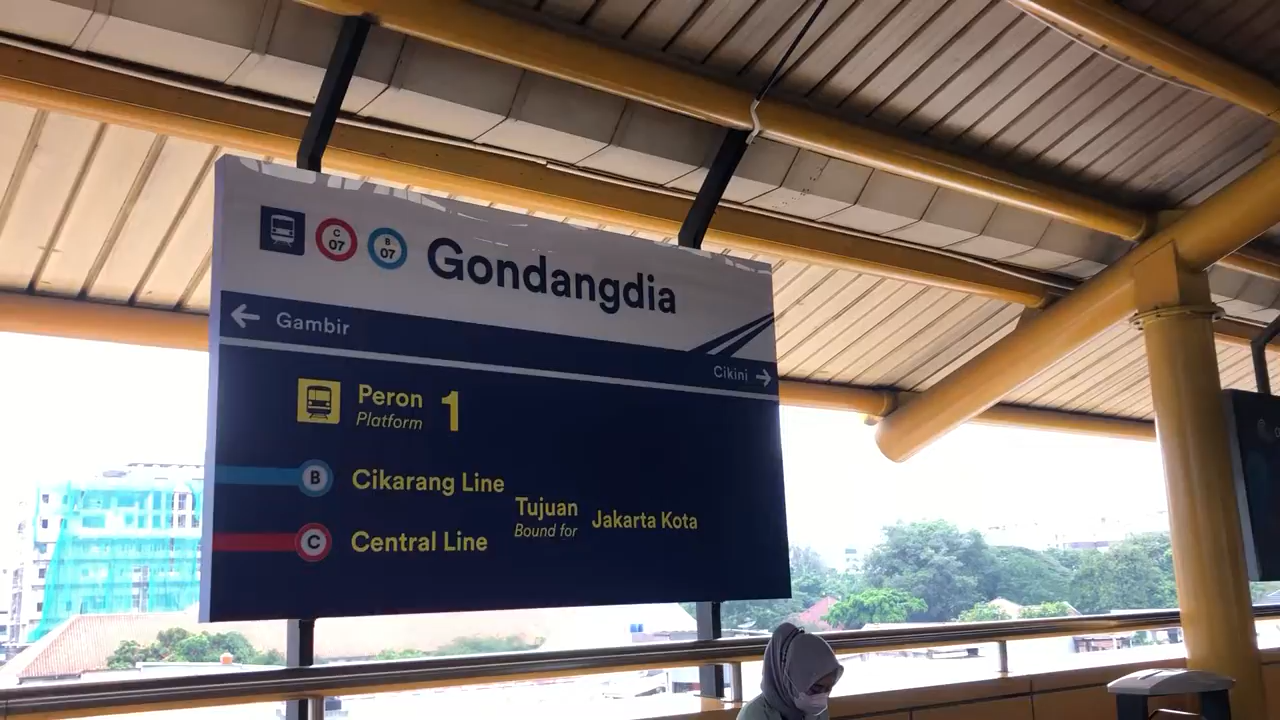 C 07
B 07
Gondangdia
← Gambir
Cikini →
Peron 1
Platform
B Cikarang Line
Tujuan Jakarta Kota
Bound for
C Central Line